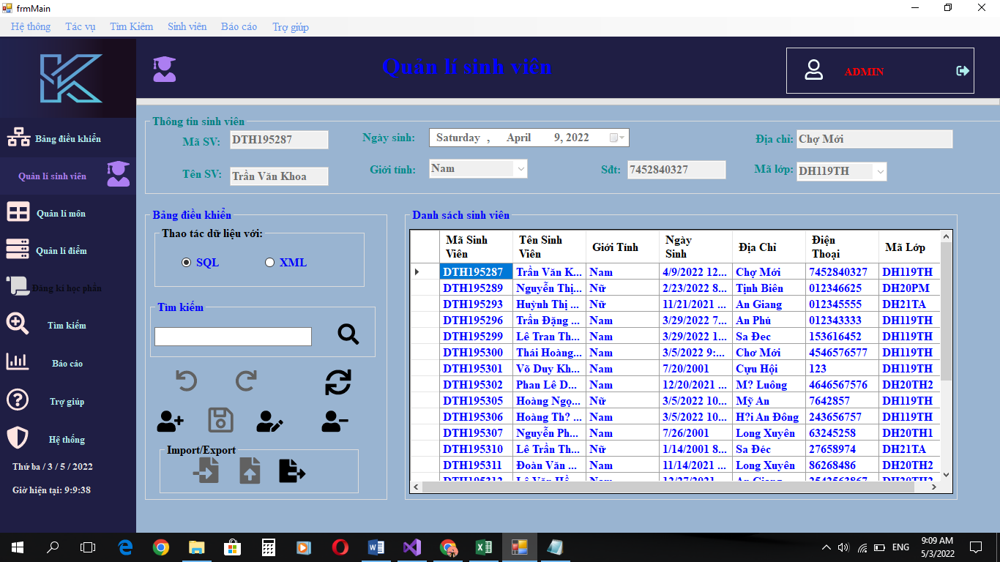 frmMain
Hệ thông Tác vụ Tìm Kiêm Sinh viên Báo cáo Trợ giúp
Quản lí sinh viên
ADMIN
Bảng điều khiển
Quản lí sinh viên
Quản lí môn
Quản lí điểm
Đăng kí học phần
Tìm kiếm
Báo cáo
Trợ giúp
Hệ thống
Thứ ba / 3 / 5 / 2022
Giờ hiện tại: 9:9:38
Thông tin sinh viên
Mã SV: DTH195287 Ngày sinh: Saturday , April 9, 2022 Địa chỉ: Chợ Mới
Tên SV: Trần Văn Khoa Giới tính: Nam Sđt: 7452840327 Mã lớp: DH119TH
Bảng điều khiển
Thao tác dữ liệu với:
SQL XML
Tìm kiếm
Import/Export
Danh sách sinh viên
Mã Sinh Viên Tên Sinh Viên Giới Tính Ngày Sinh Địa Chỉ Điện Thoại Mã Lớp
DTH195287 Trần Văn K... Nam 4/9/2022 12... Chợ Mới 7452840327 DH119TH
DTH195289 Nguyễn Thị... Nữ 2/23/2022 8... Tịnh Biên 012346625 DH20PM
DTH195293 Huỳnh Thị ... Nữ 11/21/2021 ... An Giang 012345555 DH21TA
DTH195296 Trần Đặng ... Nam 3/29/2022 7... An Phú 012343333 DH119TH
DTH195299 Lê Tran Th... Nam 3/29/2022 1... Sa Đec 153616452 DH119TH
DTH195300 Thái Hoàng... Nam 3/5/2022 9:... Chơ Mới 4546576577 DH119TH
DTH195301 Võ Duy Kh... Nam 7/20/2001 Cựu Hội 123 DH119TH
DTH195302 Phan Lê D... Nam 12/20/2021 ... M? Luông 4646567576 DH20TH2
DTH195305 Hoàng Ngọ... Nữ 3/5/2022 10... Mỹ An 7642857 DH119TH
DTH195306 Hoàng Th? ... Nam 3/5/2022 10... H?i An Đông 243656757 DH119TH
DTH195307 Nguyễn Ph... Nam 7/26/2001 Long Xuyên 63245258 DH20TH1
DTH195310 Lê Trần Th... Nữ 1/14/2001 8... Sa Đéc 27658974 DH21TA
DTH195311 Đoàn Văn ... Nam 11/14/2021 ... Long Xuyên 86268486 DH20TH2
DTH195312 Lê Văn Hề... Nam 12/27/2021 ... An Giang 2542563867 DH20TH2
ENG
9:09 AM
5/3/2022